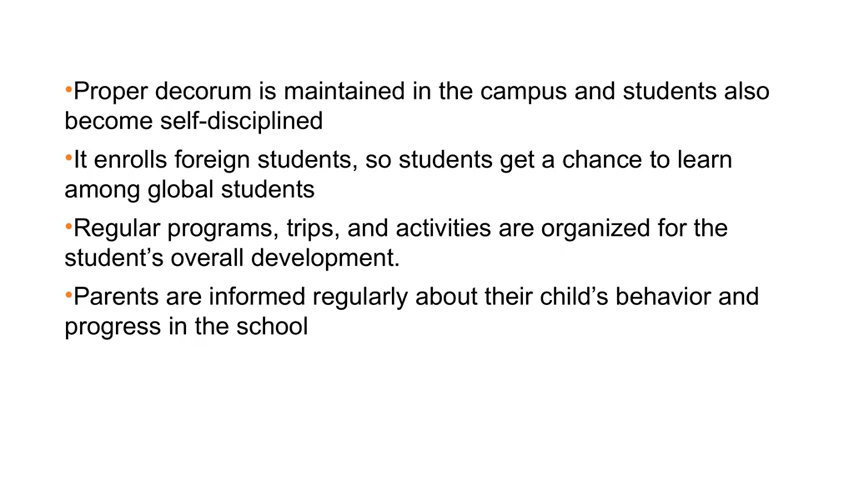 •Proper decorum is maintained in the campus and students also
become self-disciplined
•It enrolls foreign students, so students get a chance to learn
among global students
•Regular programs, trips, and activities are organized for the
student’s overall development.
•Parents are informed regularly about their child’s behavior and
progress in the school